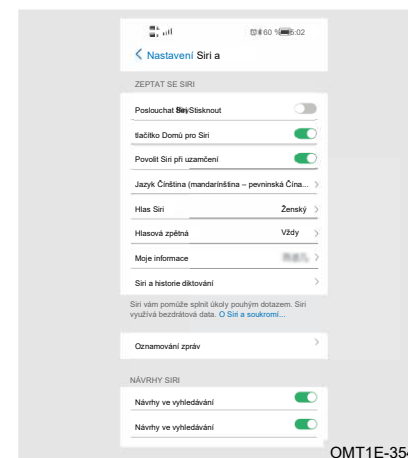 60 % 5:02
Nastavení Siri a
ZEPTAT SE SIRI
Poslouchat Stisknout
tlačítko Domů pro Siri
Povolit Siri při uzamčení
Jazyk Čínština (mandarínština – pevninská Čína...
Hlas Siri Ženský
Hlasová zpětná Vždy
Moje informace
Siri a historie diktování
Siri vám pomůže splnit úkoly pouhým dotazem. Siri
využívá bezdrátová data. O Siri a soukromí...
Oznamování zpráv
NÁVRHY SIRI
Návrhy ve vyhledávání
Návrhy ve vyhledávání
OMT1E-354